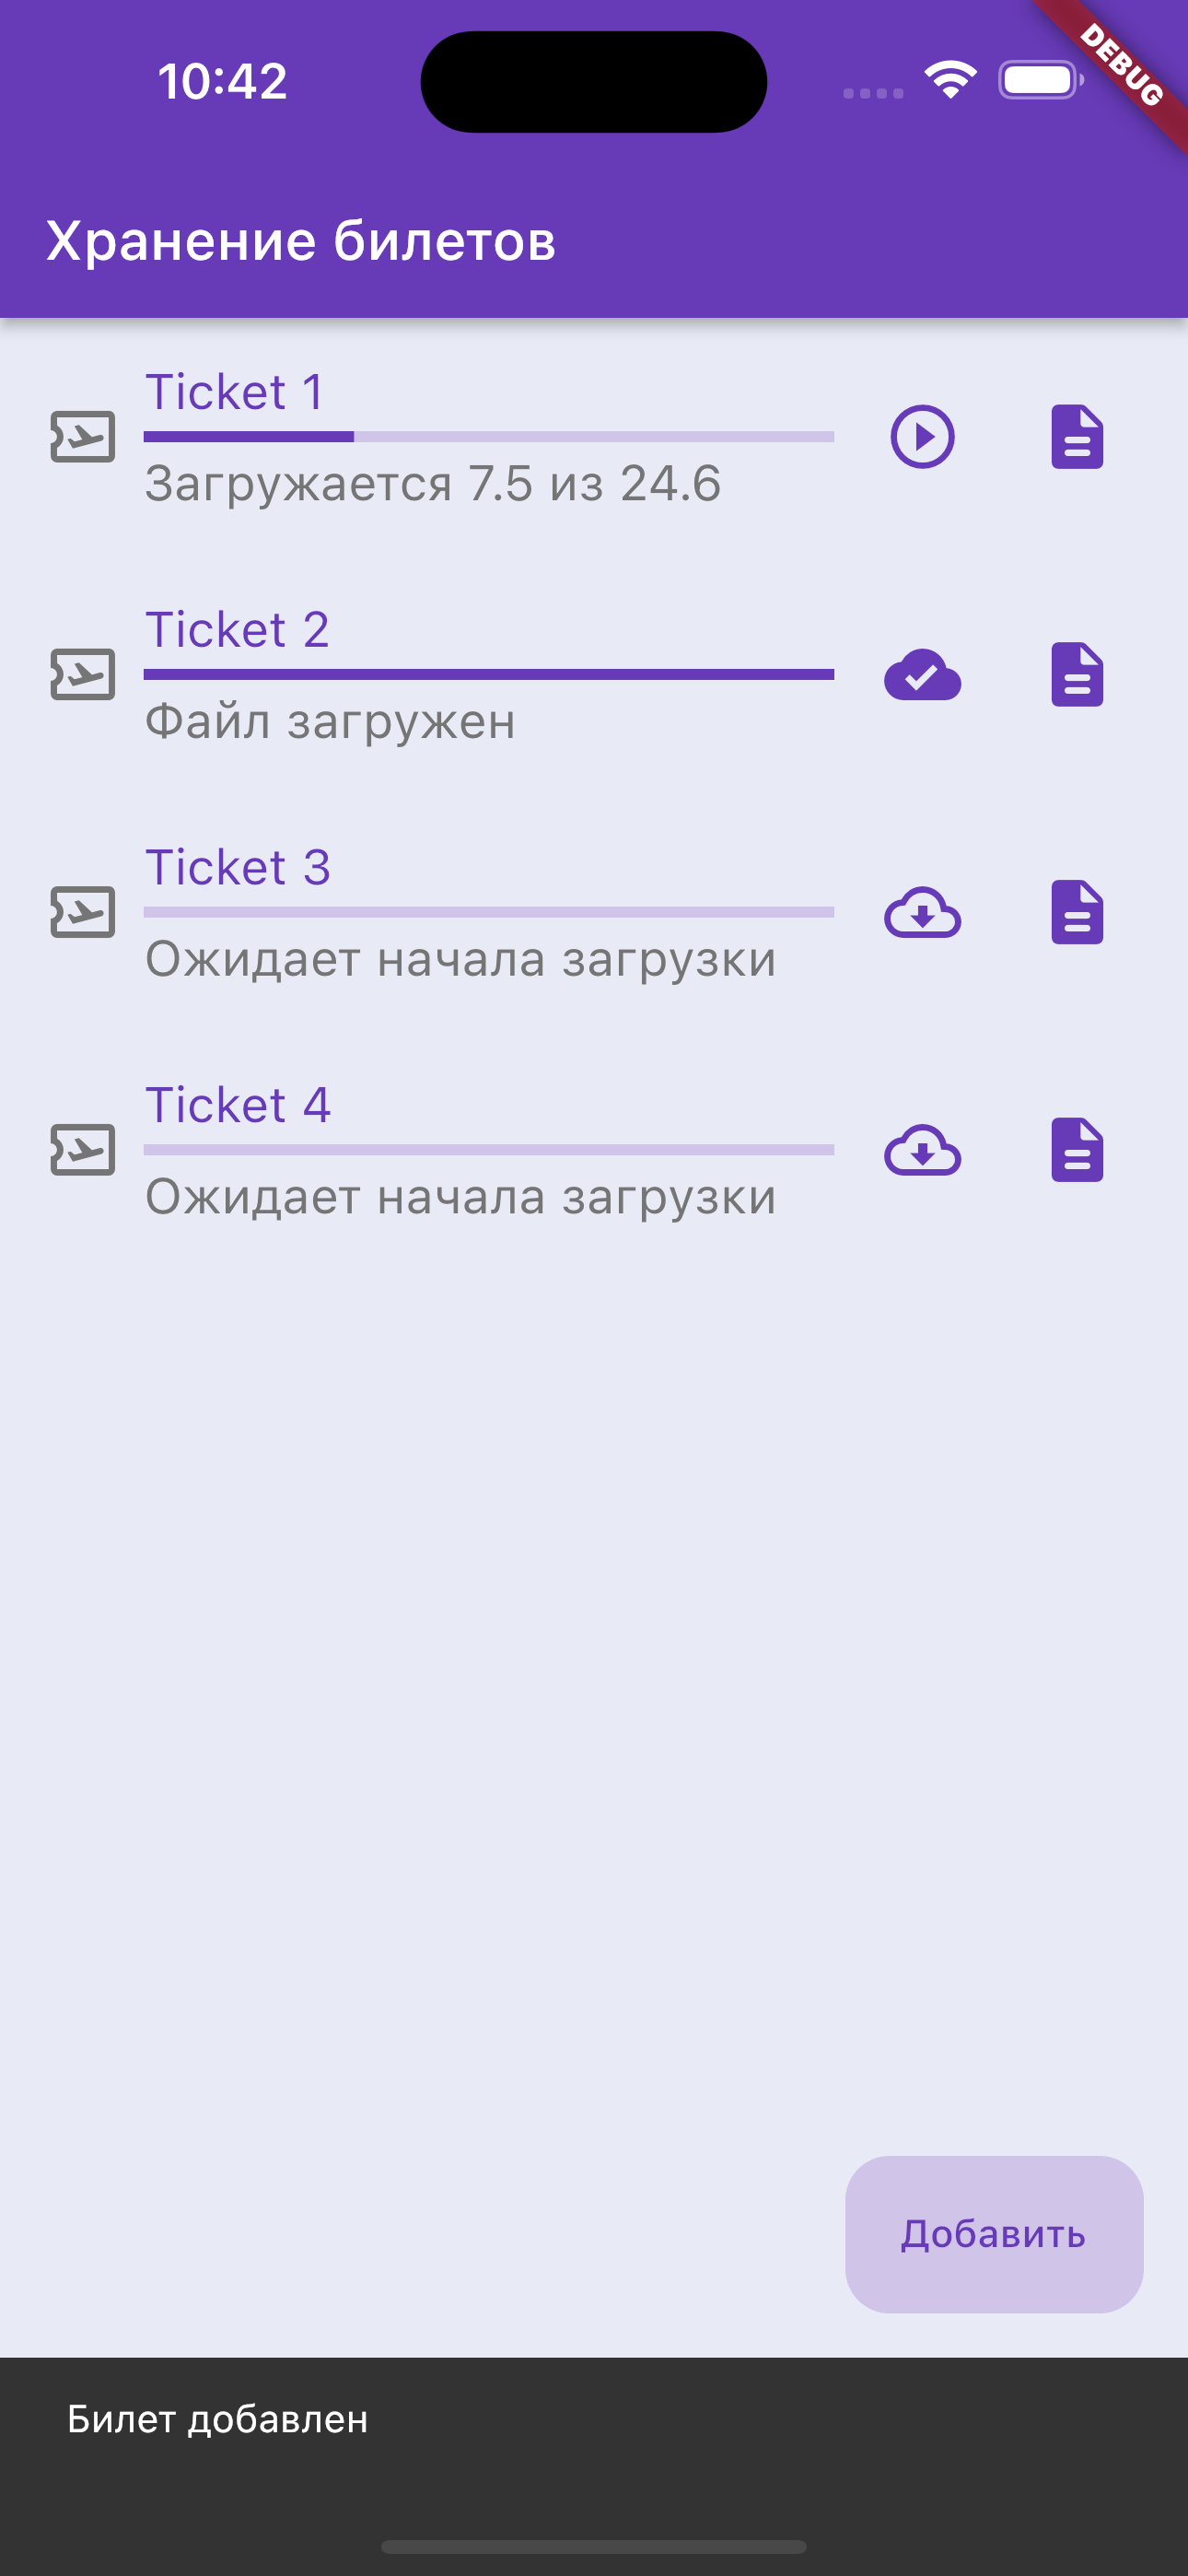 10:42
DEBUG
Хранение билетов
Ticket 1
Загружается 7.5 из 24.6
Ticket 2
Файл загружен
Ticket 3
Ожидает начала загрузки
Ticket 4
Ожидает начала загрузки
Добавить
Билет добавлен